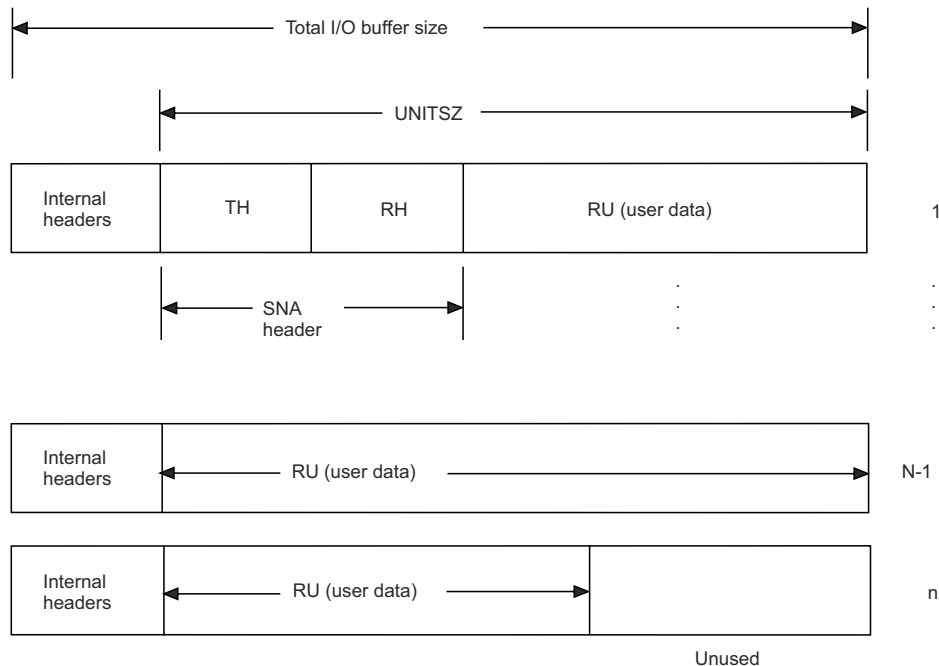 Total I/O buffer size
UNITSZ
Internal
headers
TH
RH
RU (user data)
1
SNA
header
.
.
.
.
.
.
Internal
headers
RU (user data)
N-1
Internal
headers
RU (user data)
n
Unused